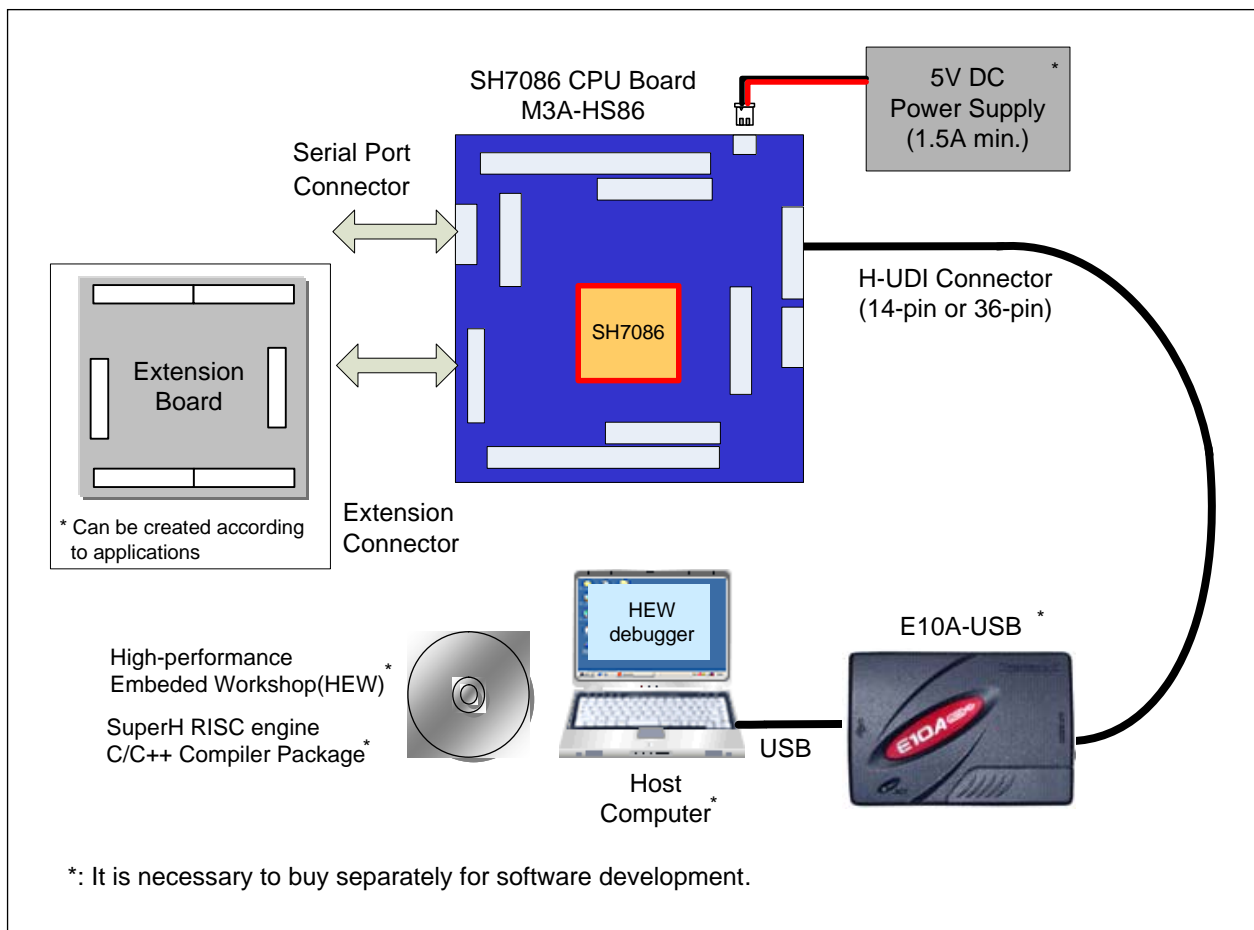 SH7086 CPU Board
M3A-HS86
5V DC *
Power Supply
(1.5A min.)
Serial Port
Connector
H-UDI Connector
(14-pin or 36-pin)
SH7086
Extension
Board
* Can be created according
to applications
Extension
Connector
HEW
debugger
E10A-USB *
High-performance
Embeded Workshop(HEW)*
SuperH RISC engine
C/C++ Compiler Package*
E10A
USB
Host
Computer*
*: It is necessary to buy separately for software development.